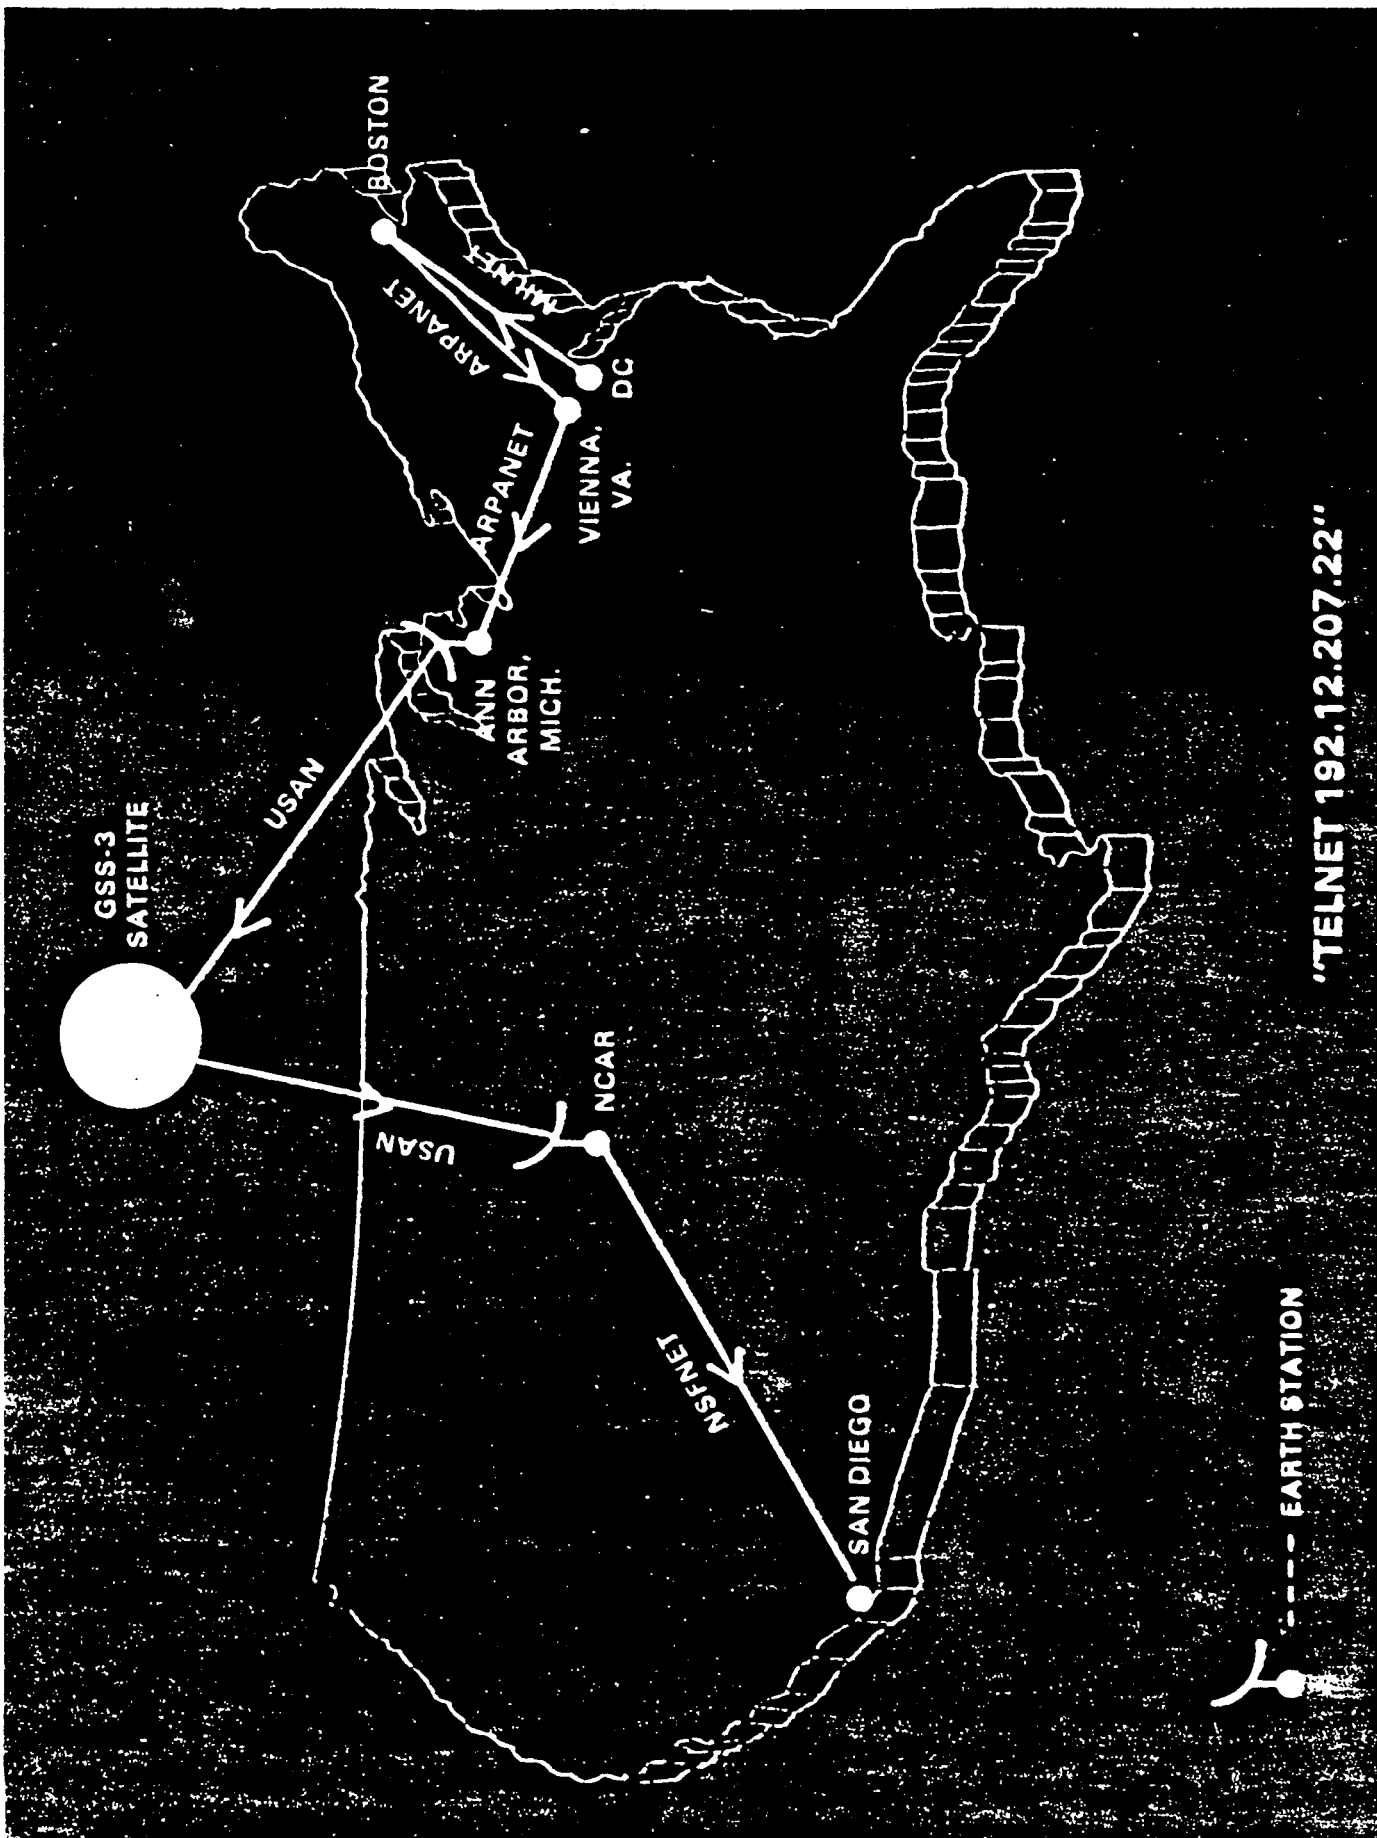 GSS-3
SATELLITE
BOSTON
USAN
ARPANET
MILNET
USAN
ARPANET
ANN
ARBOR,
MICH.
VIENNA,
VA.
DC
NCAR
NSFNET
SAN DIEGO
EARTH STATION
"TELNET 192.12.207.22"